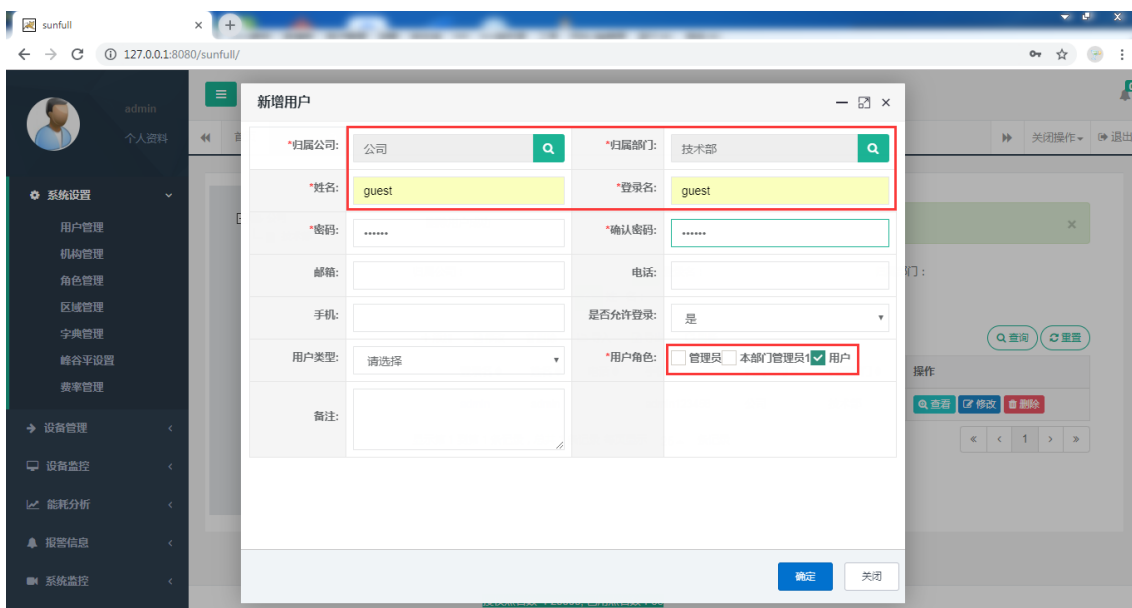 sunfull
127.0.0.1:8080/sunfull/
admin
个人资料
关闭操作
退出
系统设置
用户管理
机构管理
角色管理
区域管理
字典管理
峰谷平设置
费率管理
设备管理
设备监控
能耗分析
报警信息
系统监控
新增用户
*归属公司: 公司 *归属部门: 技术部
*姓名: guest *登录名: guest
*密码: •••••• *确认密码: ••••••
邮箱: 电话:
手机: 是否允许登录: 是
用户类型: 请选择 *用户角色: 管理员 本部门管理员1 用户
备注:
确定 关闭
查询 重置
操作
查看 修改 删除
« ‹ 1 › »